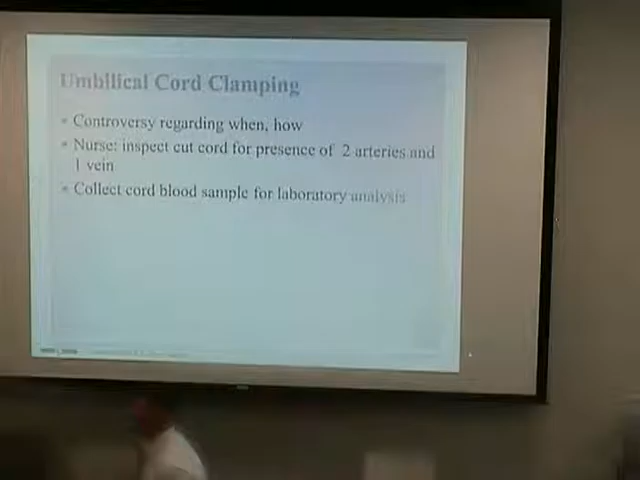 Umbilical Cord Clamping
Controversy regarding when, how
Nurse: inspect cut cord for presence of 2 arteries and
1 vein
Collect cord blood sample for laboratory analysis